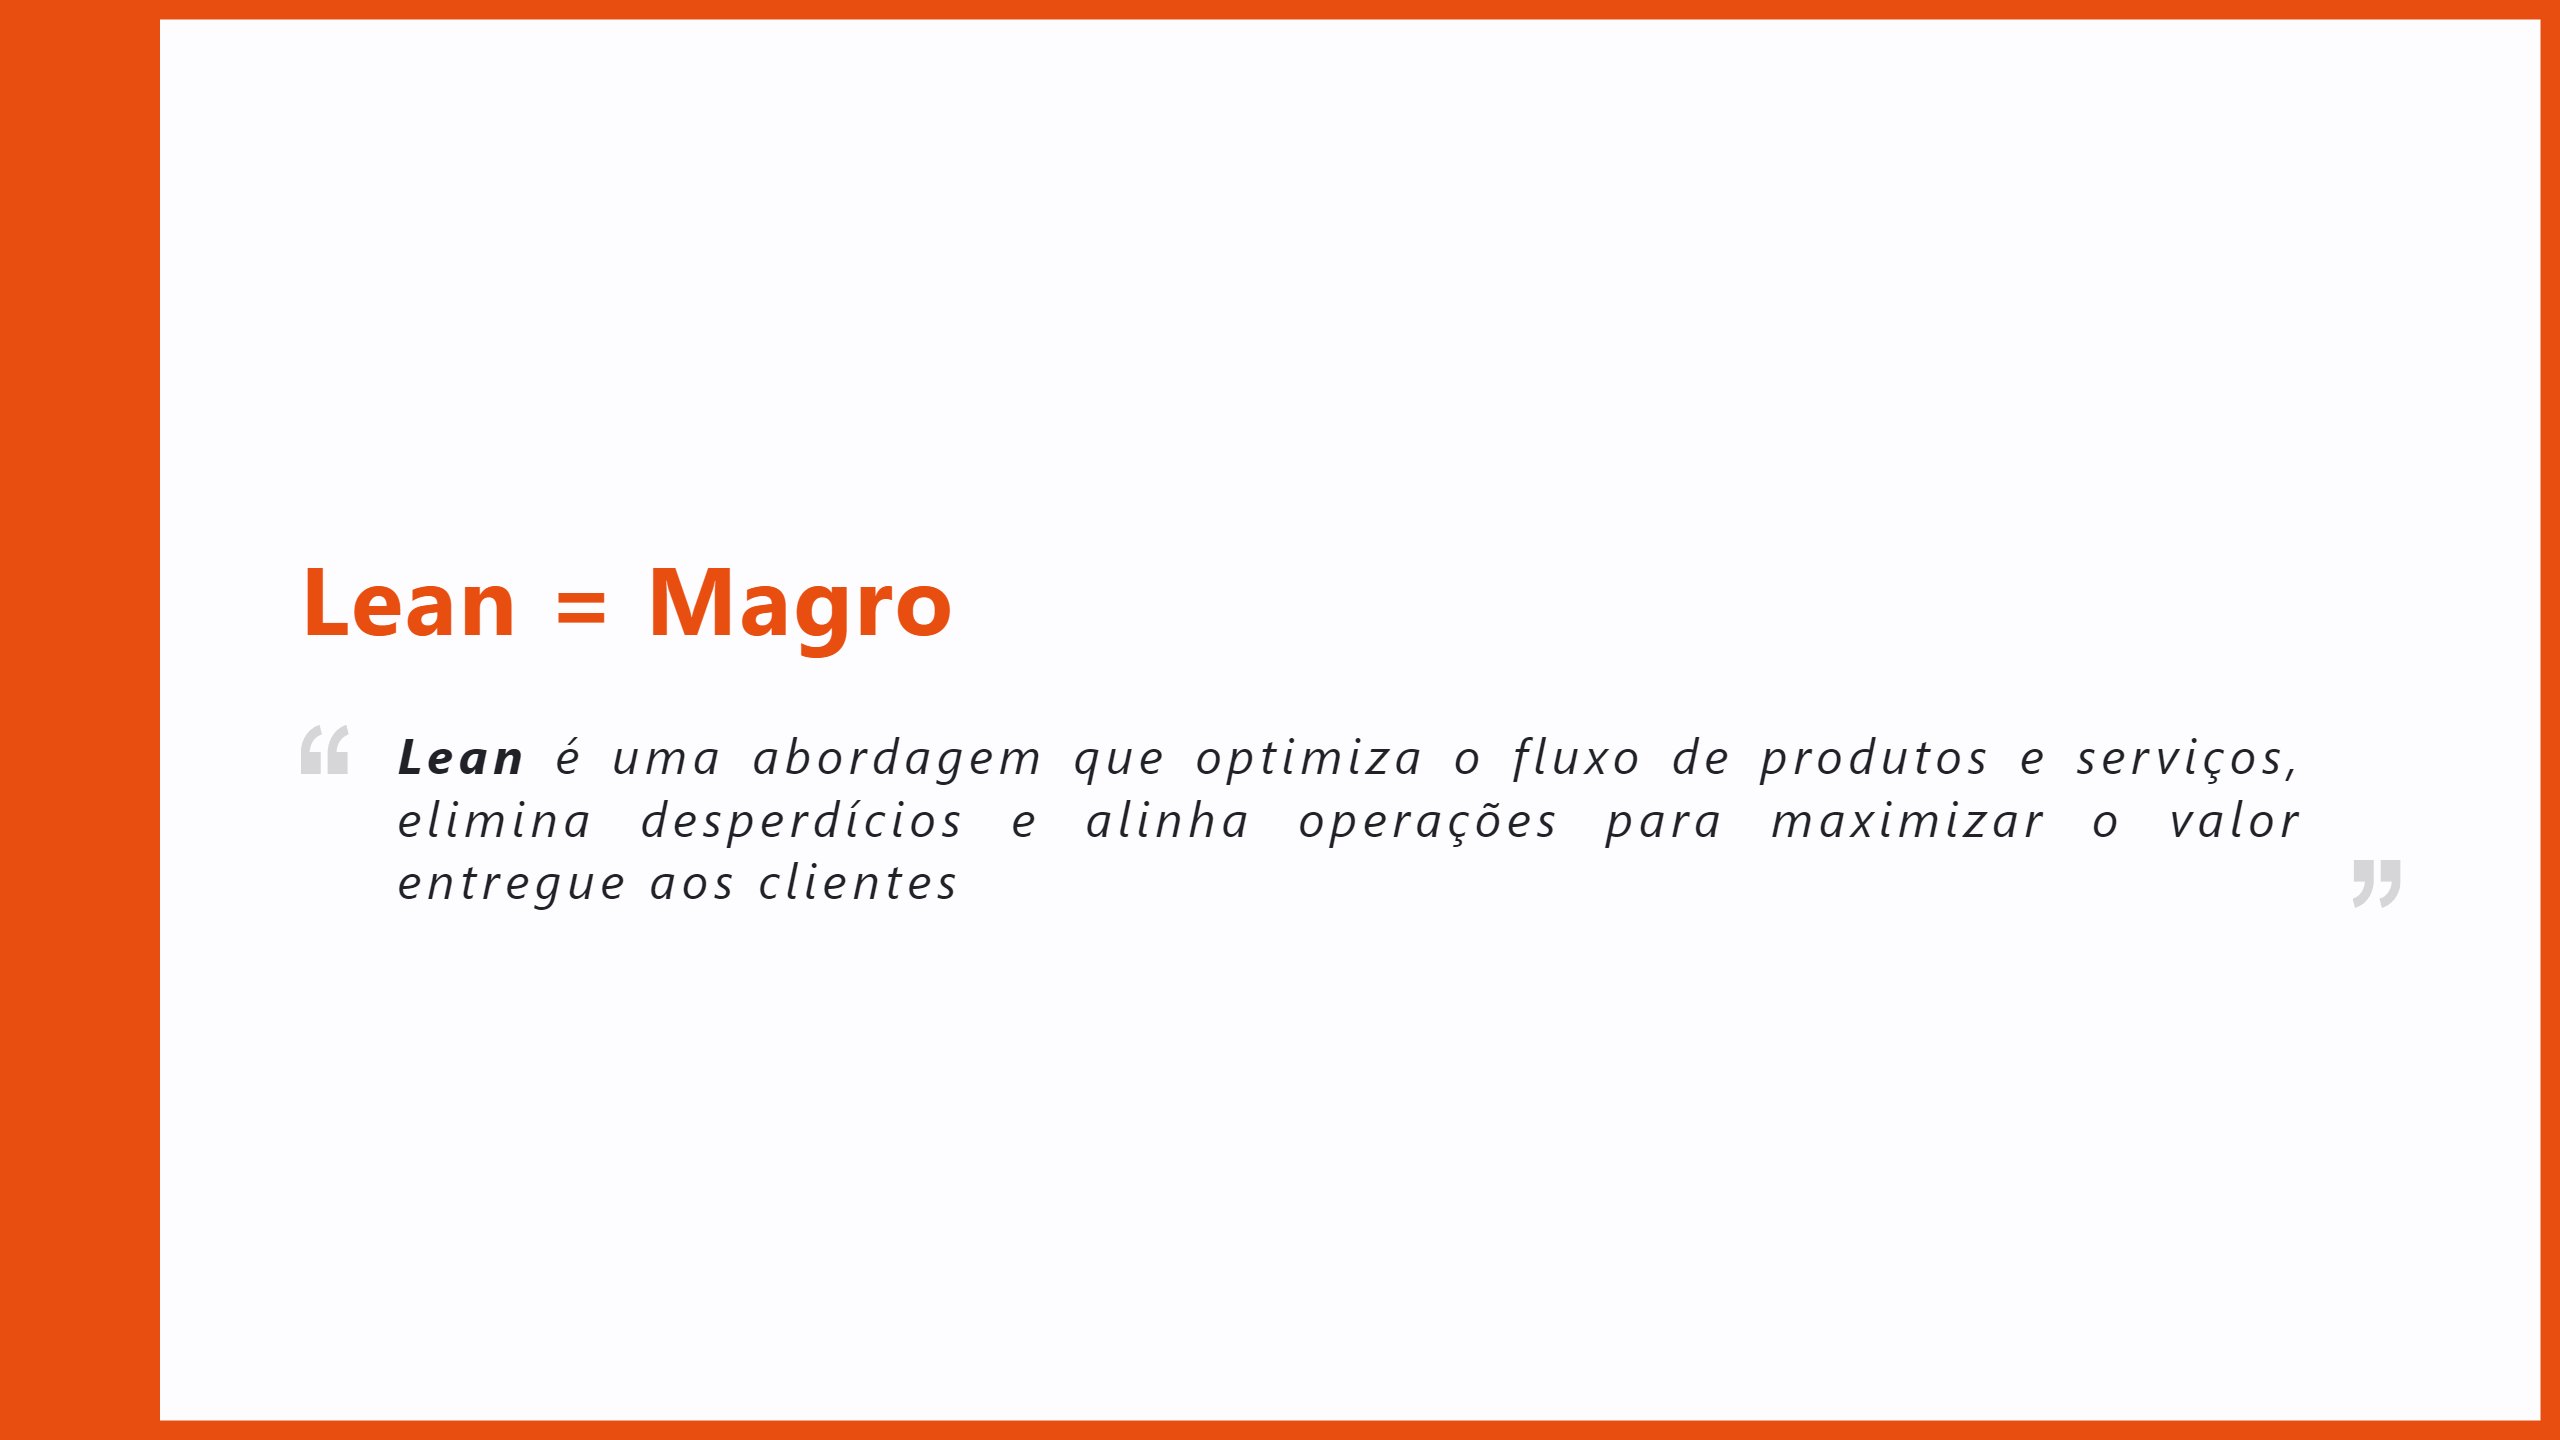 Lean = Magro
“ Lean é uma abordagem que optimiza o fluxo de produtos e serviços,
elimina desperdícios e alinha operações para maximizar o valor
entregue aos clientes ”